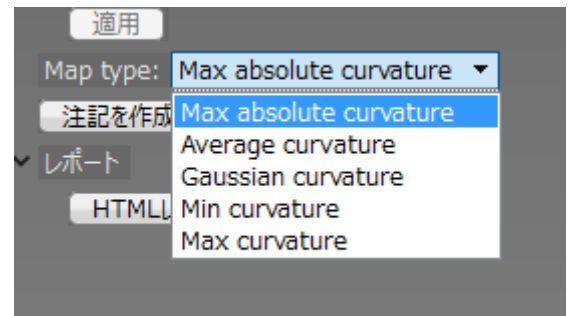 適用
Map type: Max absolute curvature
注記を作成
Max absolute curvature
Average curvature
Gaussian curvature
Min curvature
Max curvature
レポート
HTML